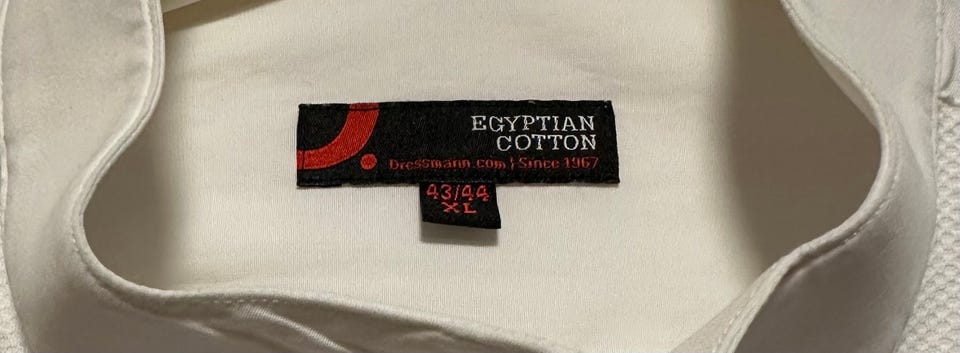 EGYPTIAN
COTTON
Dressmann.com | Since 1967
43/44
XL